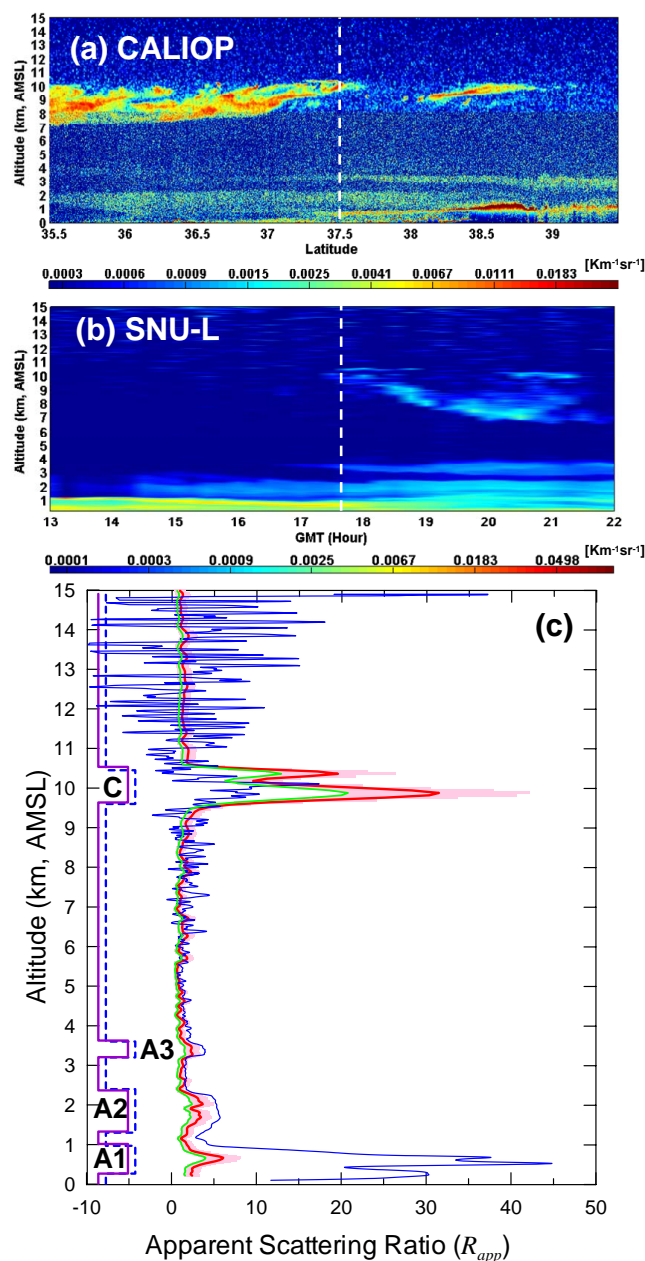 (a) CALIOP
Altitude (km, AMSL)
15
14
13
12
11
10
9
8
7
6
5
4
3
2
1
0
35.5 36 36.5 37 37.5 38 38.5 39
Latitude
[Km⁻¹sr⁻¹]
0.0003 0.0006 0.0009 0.0015 0.0025 0.0041 0.0067 0.0111 0.0183
(b) SNU-L
Altitude (km, AMSL)
15
14
13
12
11
10
9
8
7
6
5
4
3
2
1
13 14 15 16 17 18 19 20 21 22
GMT (Hour)
[Km⁻¹sr⁻¹]
0.0001 0.0003 0.0009 0.0025 0.0067 0.0183 0.0498
(c)
Altitude (km, AMSL)
15
14
13
12
11
10
9
8
7
6
5
4
3
2
1
0
C
A3
A2
A1
-10 0 10 20 30 40 50
Apparent Scattering Ratio (R_app)